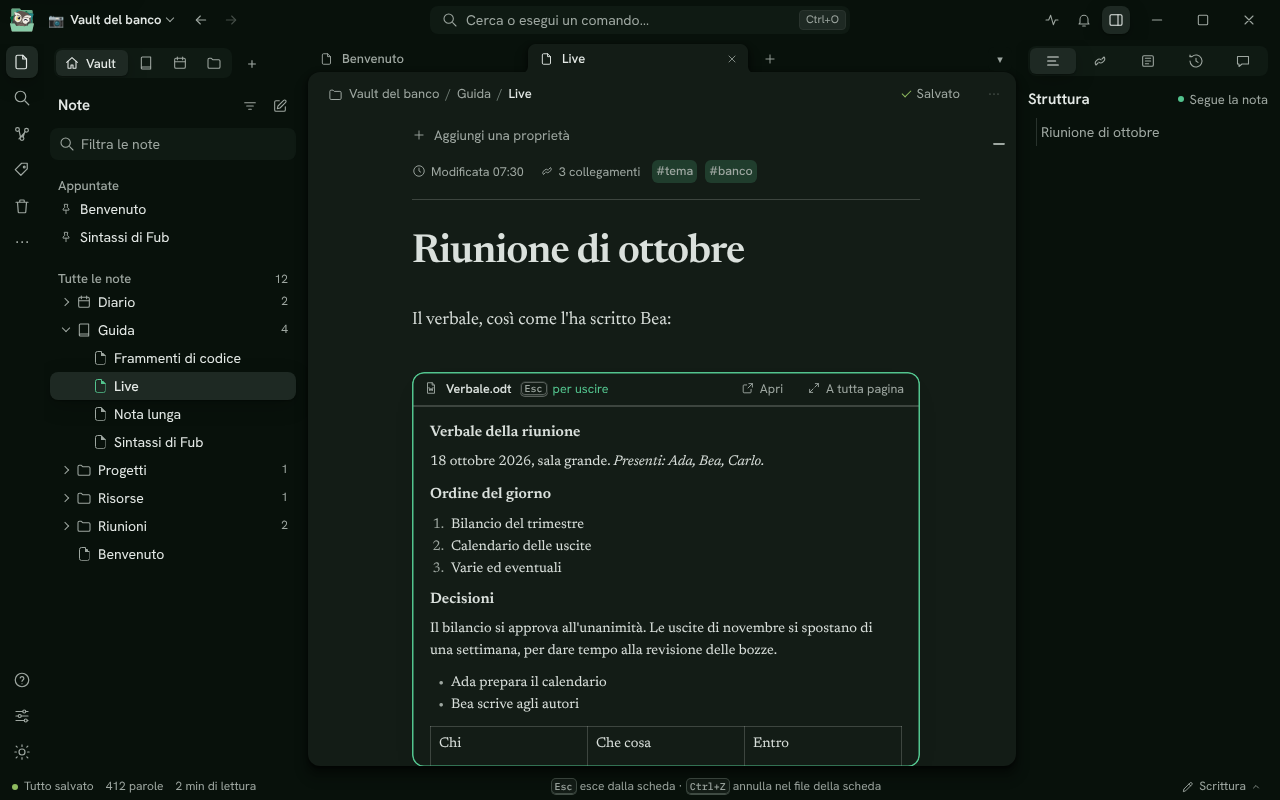 Vault del banco
Cerca o esegui un comando...
Ctrl+O
Vault
Note
Filtra le note
Appuntate
Benvenuto
Sintassi di Fub
Tutte le note 12
Diario 2
Guida 4
Frammenti di codice
Live
Nota lunga
Sintassi di Fub
Progetti 1
Risorse 1
Riunioni 2
Benvenuto
Benvenuto
Live
Vault del banco / Guida / Live
Salvato
Aggiungi una proprietà
Modificata 07:30 3 collegamenti #tema #banco
Riunione di ottobre
Il verbale, così come l'ha scritto Bea:
Verbale.odt Esc per uscire Apri A tutta pagina
Verbale della riunione
18 ottobre 2026, sala grande. Presenti: Ada, Bea, Carlo.
Ordine del giorno
1. Bilancio del trimestre
2. Calendario delle uscite
3. Varie ed eventuali
Decisioni
Il bilancio si approva all'unanimità. Le uscite di novembre si spostano di
una settimana, per dare tempo alla revisione delle bozze.
• Ada prepara il calendario
• Bea scrive agli autori
Chi Che cosa Entro
Struttura
Segue la nota
Riunione di ottobre
Tutto salvato 412 parole 2 min di lettura
Esc esce dalla scheda · Ctrl+Z annulla nel file della scheda
Scrittura